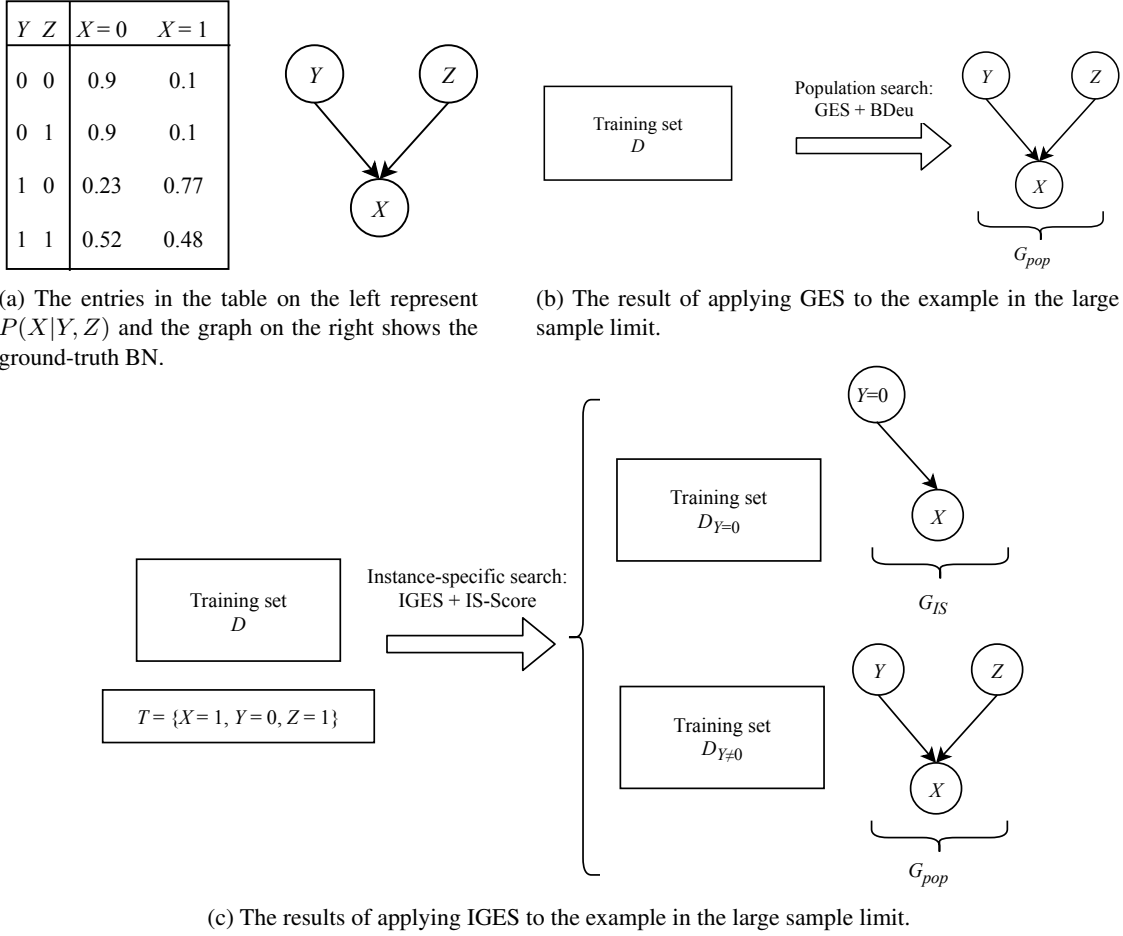 Y Z X = 0 X = 1
0 0 0.9 0.1
0 1 0.9 0.1
1 0 0.23 0.77
1 1 0.52 0.48
Y Z
X
(a) The entries in the table on the left represent
P(X|Y, Z) and the graph on the right shows the
ground-truth BN.
Training set
D
Population search:
GES + BDeu
Y Z
X
G_pop
(b) The result of applying GES to the example in the large
sample limit.
Training set
D
T = {X = 1, Y = 0, Z = 1}
Instance-specific search:
IGES + IS-Score
Training set
D_{Y=0}
Y=0
X
G_IS
Training set
D_{Y≠0}
Y Z
X
G_pop
(c) The results of applying IGES to the example in the large sample limit.